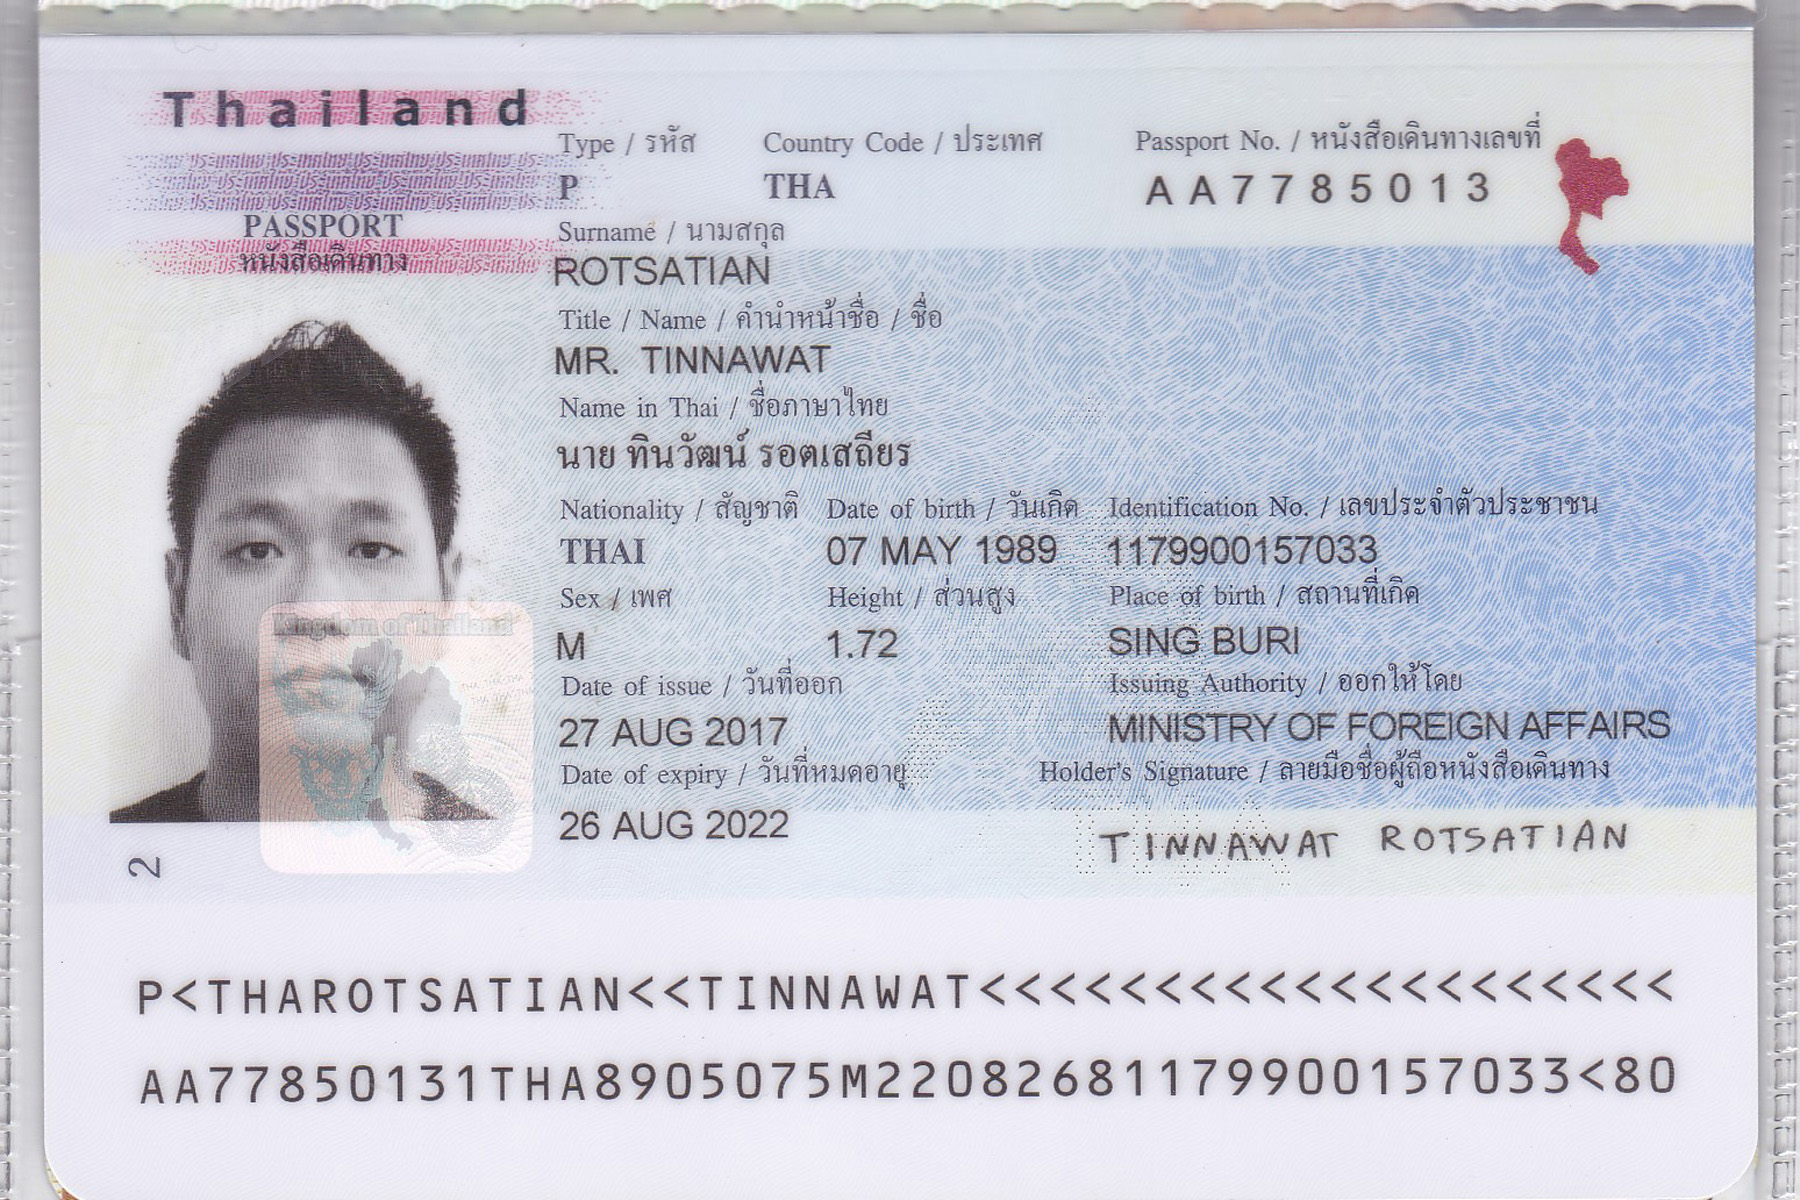 Thailand
PASSPORT
หนังสือเดินทาง
Type / รหัส Country Code / ประเทศ Passport No. / หนังสือเดินทางเลขที่
P THA AA7785013
Surname / นามสกุล
ROTSATIAN
Title / Name / คำนำหน้าชื่อ / ชื่อ
MR. TINNAWAT
Name in Thai / ชื่อภาษาไทย
นาย ทินวัฒน์ รอตเสถียร
Nationality / สัญชาติ Date of birth / วันเกิด Identification No. / เลขประจำตัวประชาชน
THAI 07 MAY 1989 1179900157033
Sex / เพศ Height / ส่วนสูง Place of birth / สถานที่เกิด
M 1.72 SING BURI
Date of issue / วันที่ออก Issuing Authority / ออกให้โดย
27 AUG 2017 MINISTRY OF FOREIGN AFFAIRS
Date of expiry / วันที่หมดอายุ Holder's Signature / ลายมือชื่อผู้ถือหนังสือเดินทาง
26 AUG 2022 TINNAWAT ROTSATIAN
Kingdom of Thailand
2
P<THAROTSATIAN<<TINNAWAT<<<<<<<<<<<<<<<<<<<<
AA77850131THA8905075M22082681179900157033<80